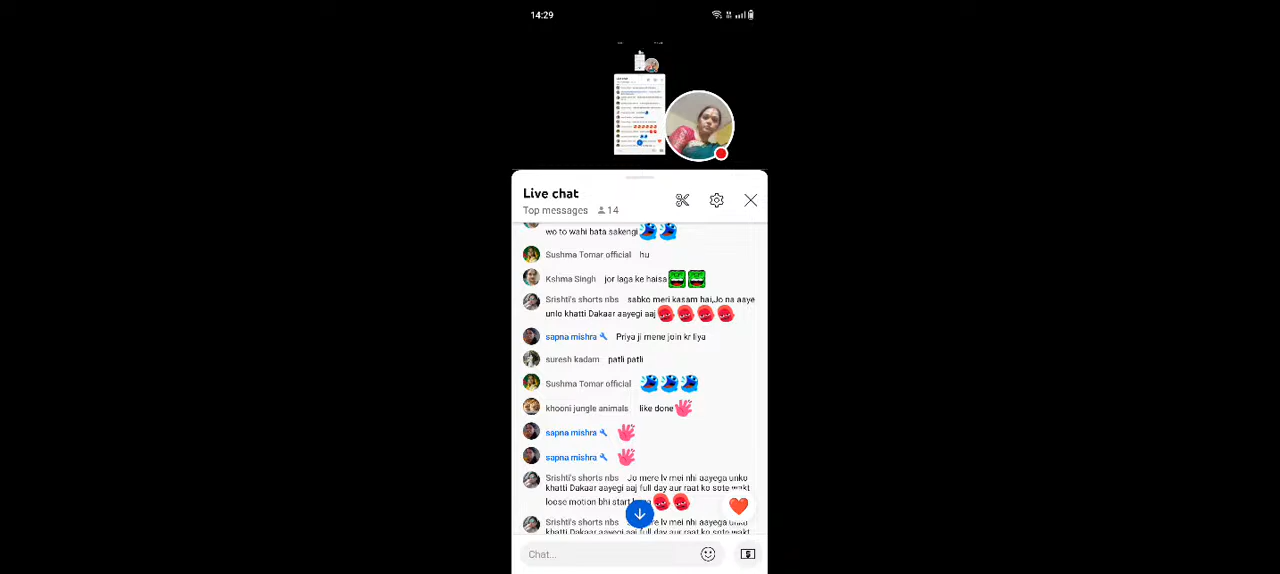 14:29
Live chat
Top messages 14
wo to wahi bata sakengi
Sushma Tomar official hu
Kshma Singh jor laga ke haisa
Srishti's shorts nbs sabko meri kasam hai,Jo na aaye
unlo khatti Dakaar aayegi aaj
sapna mishra Priya ji mene join kr liya
suresh kadam patli patli
Sushma Tomar official
khooni jungle animals like done
sapna mishra
sapna mishra
Srishti's shorts nbs Jo mere lv mei nhi aayega unko
khatti Dakaar aayegi aaj full day aur raat ko sote wakt
loose motion bhi start
Srishti's shorts nbs mere lv mei nhi aayega unko
khatti Dakaar aayegi aaj full day aur raat ko sote wakt
Chat...